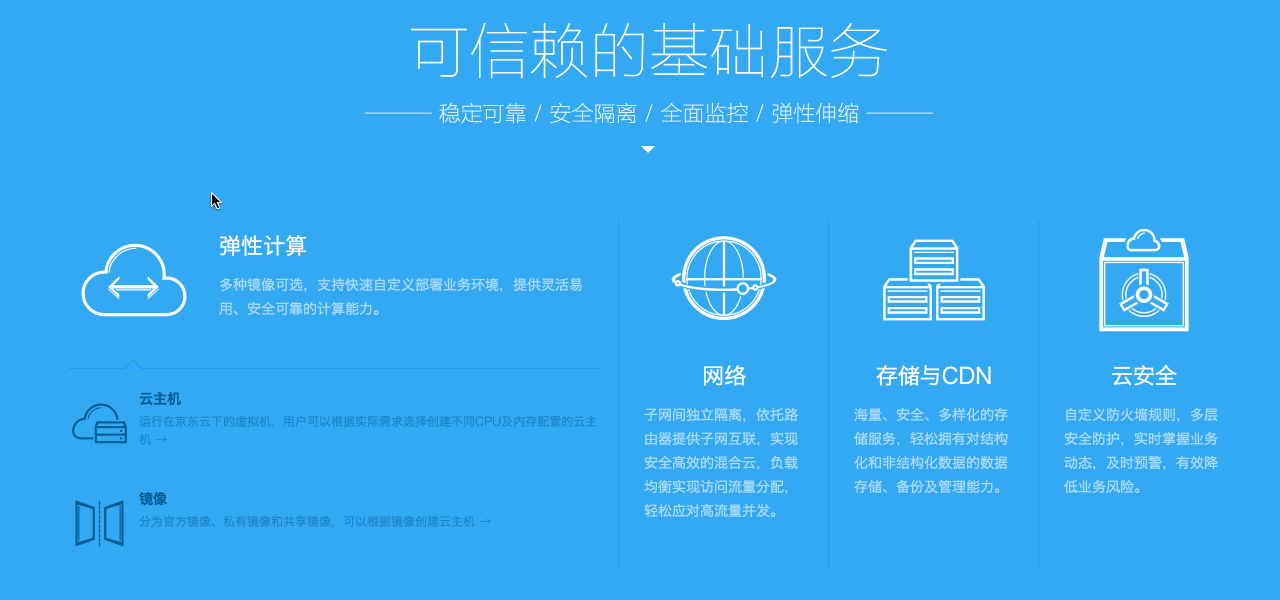 可信赖的基础服务
稳定可靠 / 安全隔离 / 全面监控 / 弹性伸缩
弹性计算
多种镜像可选，支持快速自定义部署业务环境，提供灵活易
用、安全可靠的计算能力。
云主机
运行在京东云下的虚拟机，用户可以根据实际需求选择创建不同CPU及内存配置的云主
机 →
镜像
分为官方镜像、私有镜像和共享镜像，可以根据镜像创建云主机 →
网络
子网间独立隔离，依托路
由器提供子网互联，实现
安全高效的混合云，负载
均衡实现访问流量分配，
轻松应对高流量并发。
存储与CDN
海量、安全、多样化的存
储服务，轻松拥有对结构
化和非结构化数据的数据
存储、备份及管理能力。
云安全
自定义防火墙规则，多层
安全防护，实时掌握业务
动态，及时预警，有效降
低业务风险。